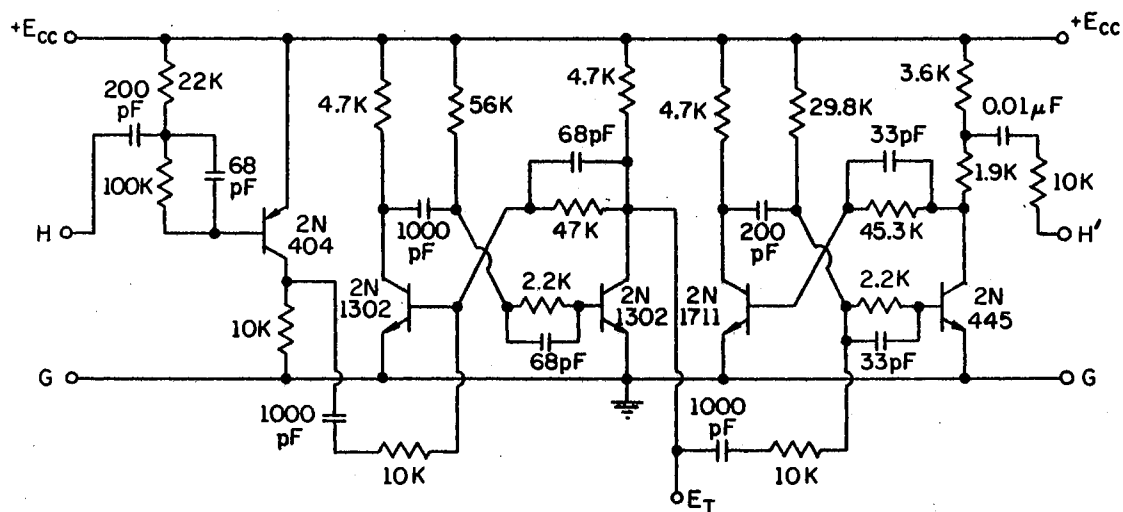 +Ecc
+Ecc
200
pF
22K
4.7K
56K
4.7K
4.7K
29.8K
3.6K
0.01μF
68pF
33pF
100K
68
pF
1.9K
10K
H
2N
404
1000
pF
47K
200
pF
45.3K
H'
2N
1302
2.2K
2N
1302
2N
1711
2.2K
2N
445
10K
68pF
33pF
G
G
1000
pF
10K
1000
pF
10K
ET